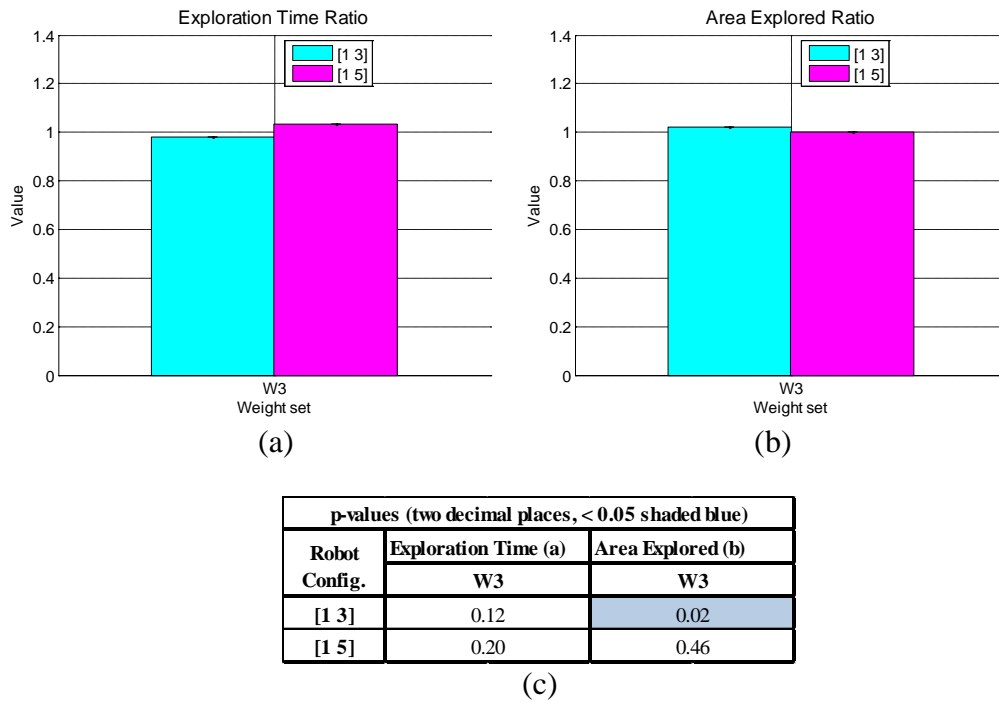 Exploration Time Ratio
1.4
1.2
1
0.8
0.6
0.4
0.2
0
Value
[1 3]
[1 5]
W3
Weight set
(a)
Area Explored Ratio
1.4
1.2
1
0.8
0.6
0.4
0.2
0
Value
[1 3]
[1 5]
W3
Weight set
(b)
p-values (two decimal places, < 0.05 shaded blue)
Robot Config. Exploration Time (a) Area Explored (b)
W3 W3
[1 3] 0.12 0.02
[1 5] 0.20 0.46
(c)